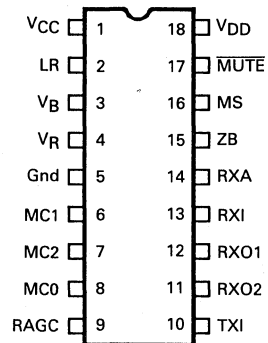 VCC 1 18 VDD
LR 2 17 MUTE
VB 3 16 MS
VR 4 15 ZB
Gnd 5 14 RXA
MC1 6 13 RXI
MC2 7 12 RXO1
MC0 8 11 RXO2
RAGC 9 10 TXI